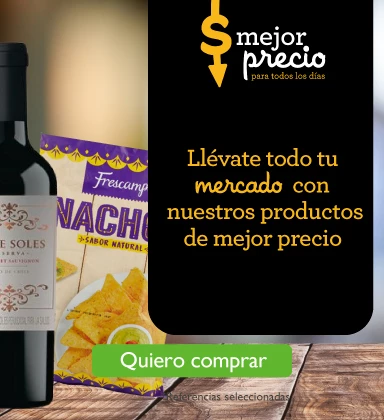 $ mejor
precio
para todos los días
Llévate todo tu
mercado con
nuestros productos
de mejor precio
Frescamp
NACHO
SABOR NATURAL
E SOLES
Quiero comprar
Referencias seleccionadas